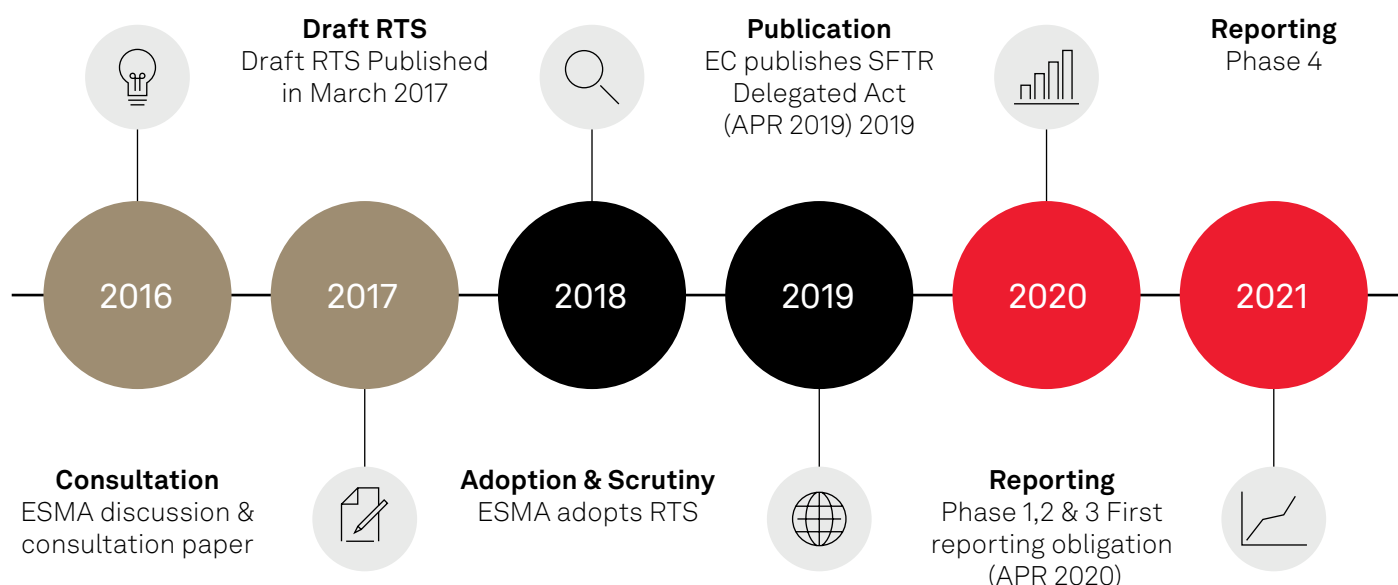 Draft RTS
Draft RTS Published
in March 2017
Publication
EC publishes SFTR
Delegated Act
(APR 2019) 2019
Reporting
Phase 4
2016
2017
2018
2019
2020
2021
Consultation
ESMA discussion &
consultation paper
Adoption & Scrutiny
ESMA adopts RTS
Reporting
Phase 1,2 & 3 First
reporting obligation
(APR 2020)